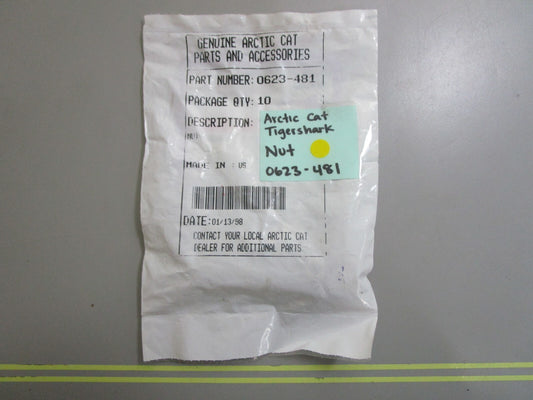 GENUINE ARCTIC CAT
PARTS AND ACCESSORIES
PART NUMBER: 0623-481
PACKAGE QTY: 10
DESCRIPTION:
NUT
MADE IN : US
Arctic Cat
Tigershark
Nut
0623-481
DATE: 01/13/98
CONTACT YOUR LOCAL ARCTIC CAT
DEALER FOR ADDITIONAL PARTS